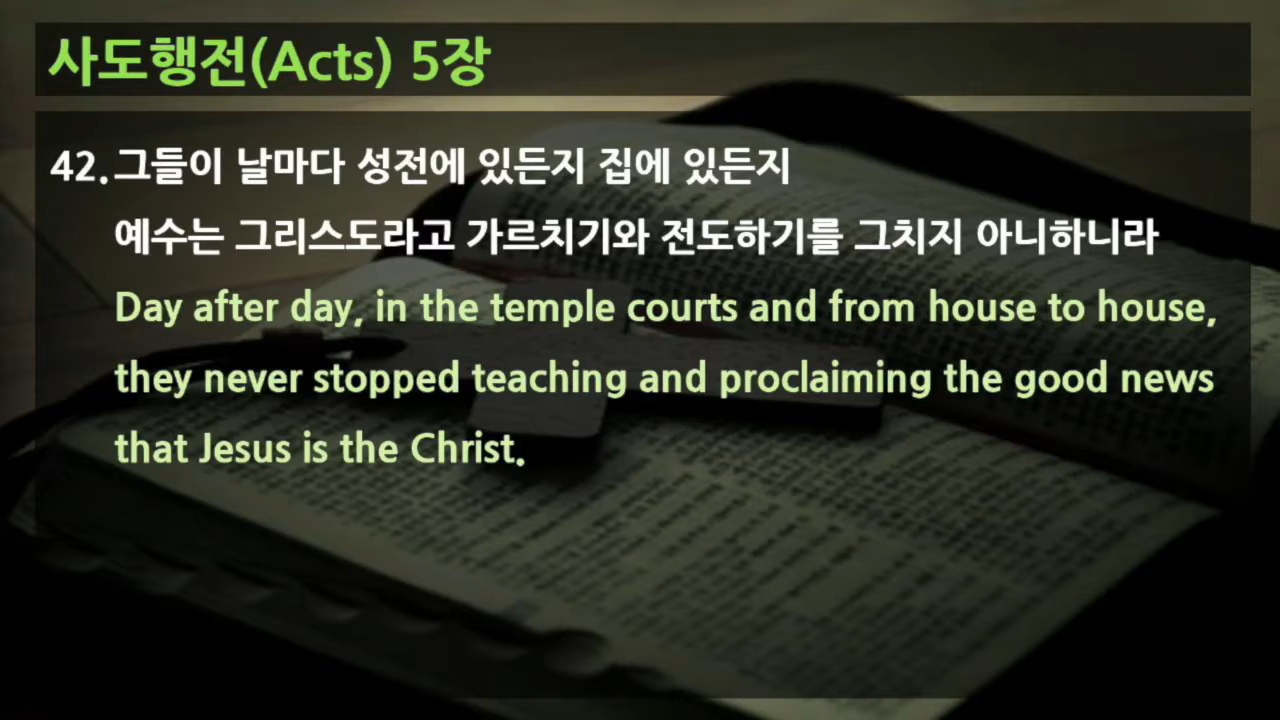 사도행전(Acts) 5장
42.그들이 날마다 성전에 있든지 집에 있든지
예수는 그리스도라고 가르치기와 전도하기를 그치지 아니하니라
Day after day, in the temple courts and from house to house,
they never stopped teaching and proclaiming the good news
that Jesus is the Christ.